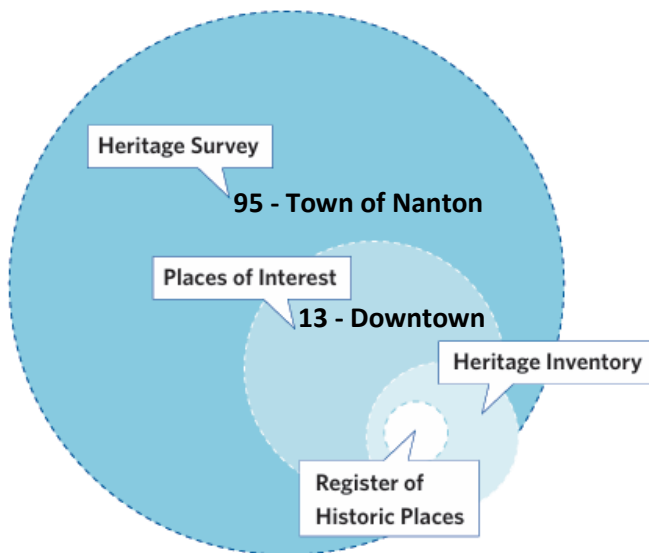 Heritage Survey
95 - Town of Nanton
Places of Interest
13 - Downtown
Heritage Inventory
Register of
Historic Places